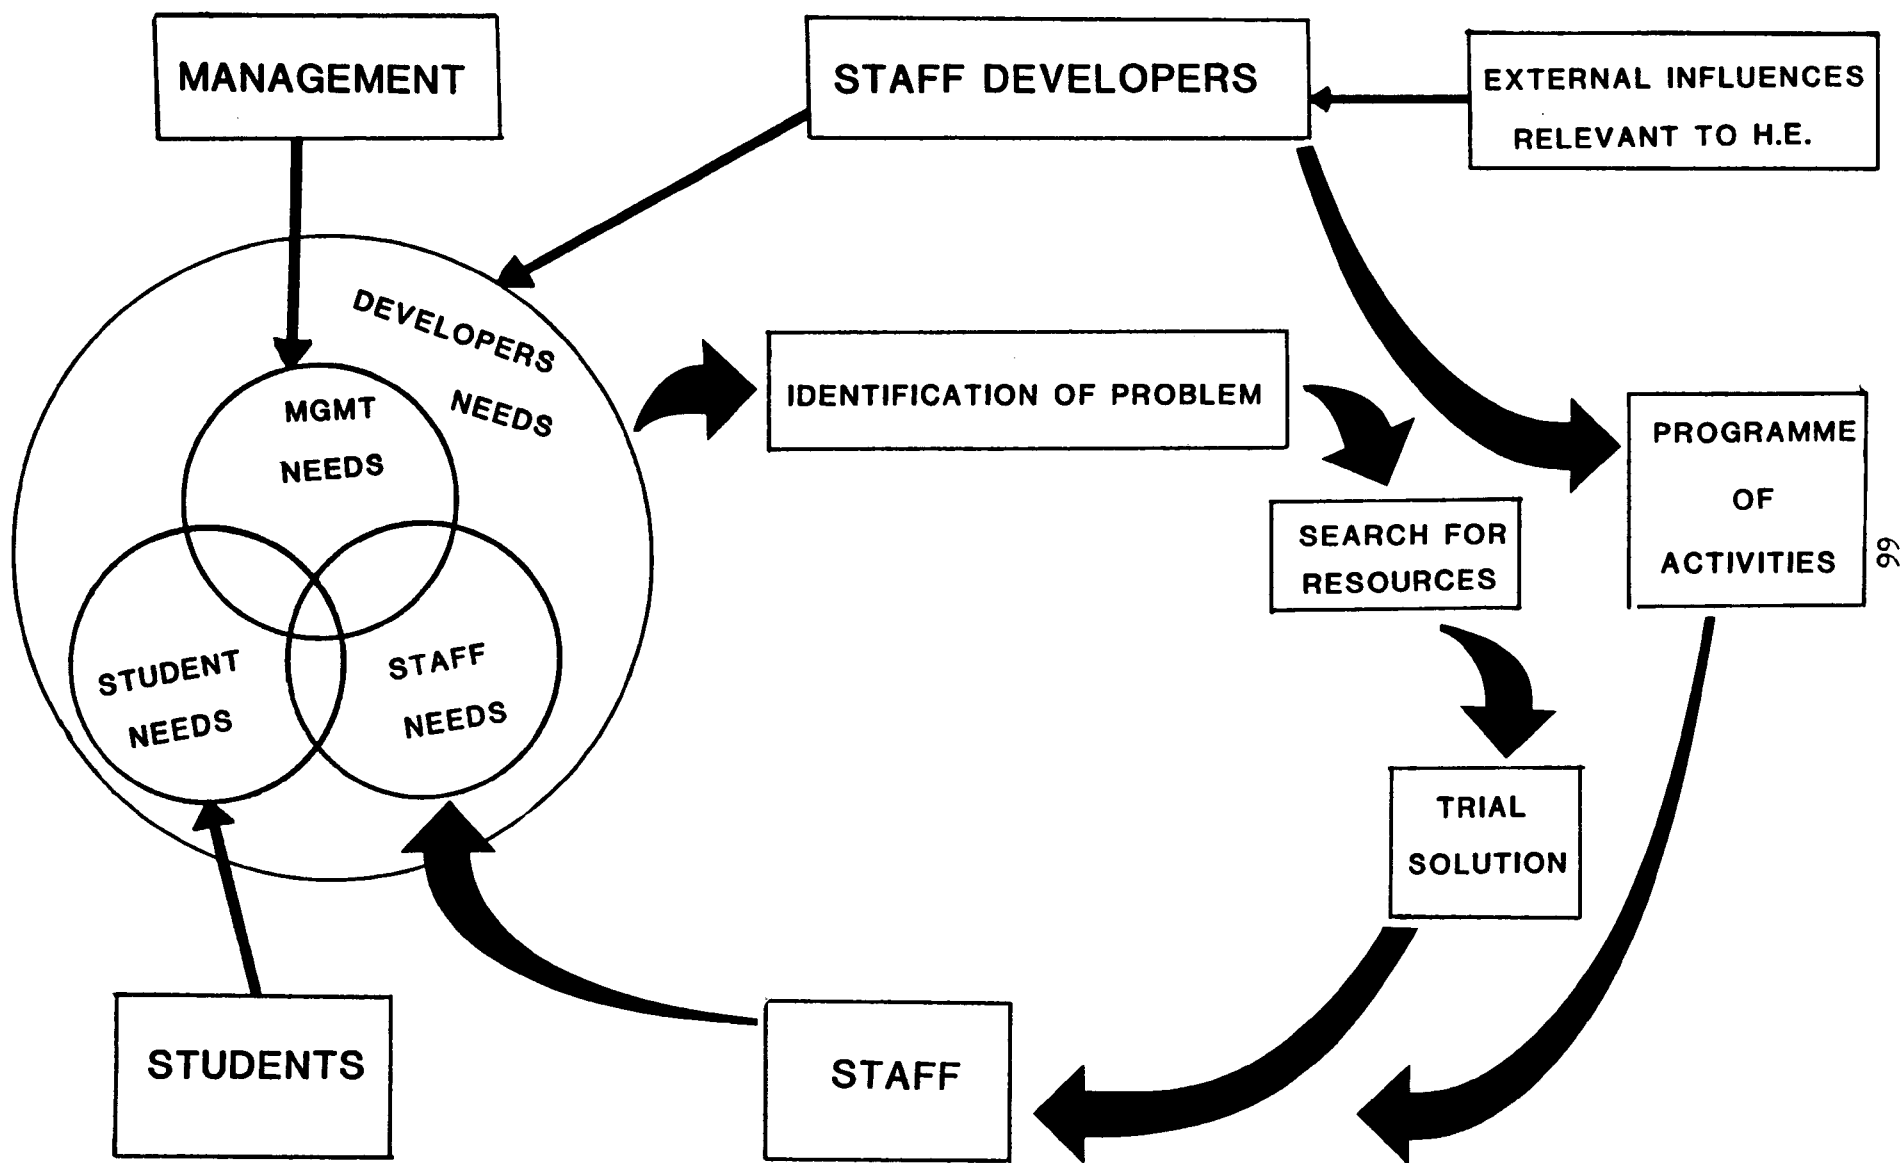 MANAGEMENT
STAFF DEVELOPERS
EXTERNAL INFLUENCES
RELEVANT TO H.E.
DEVELOPERS
NEEDS
MGMT
NEEDS
STUDENT
NEEDS
STAFF
NEEDS
IDENTIFICATION OF PROBLEM
SEARCH FOR
RESOURCES
PROGRAMME
OF
ACTIVITIES
TRIAL
SOLUTION
STUDENTS
STAFF
99